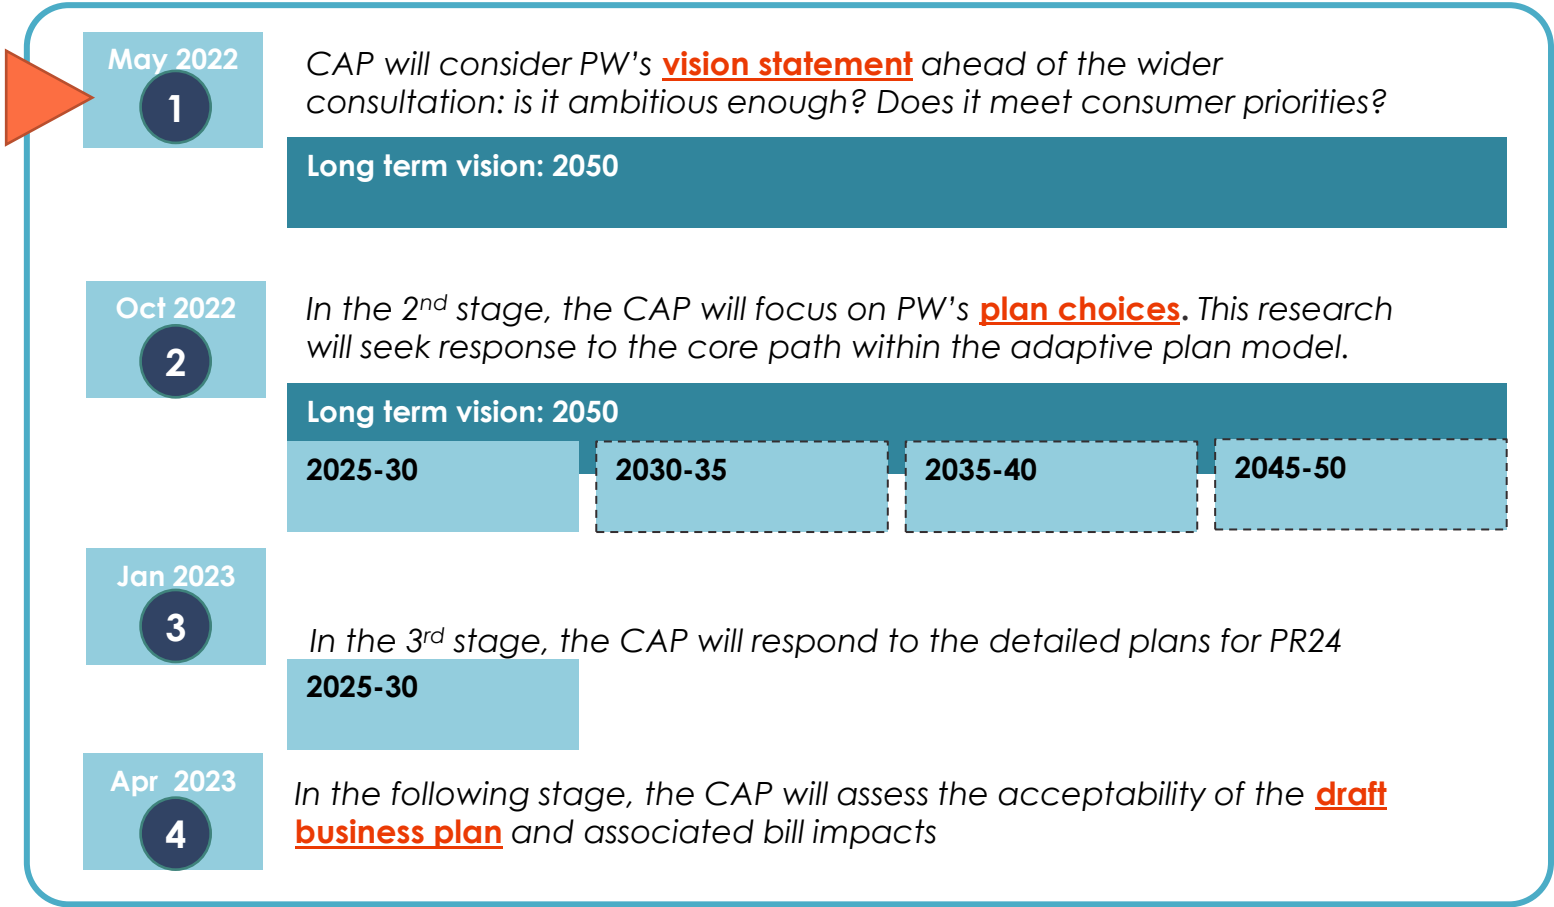 May 2022
1
CAP will consider PW’s vision statement ahead of the wider
consultation: is it ambitious enough? Does it meet consumer priorities?
Long term vision: 2050
Oct 2022
2
In the 2nd stage, the CAP will focus on PW’s plan choices. This research
will seek response to the core path within the adaptive plan model.
Long term vision: 2050
2025-30
2030-35
2035-40
2045-50
Jan 2023
3
In the 3rd stage, the CAP will respond to the detailed plans for PR24
2025-30
Apr 2023
4
In the following stage, the CAP will assess the acceptability of the draft
business plan and associated bill impacts